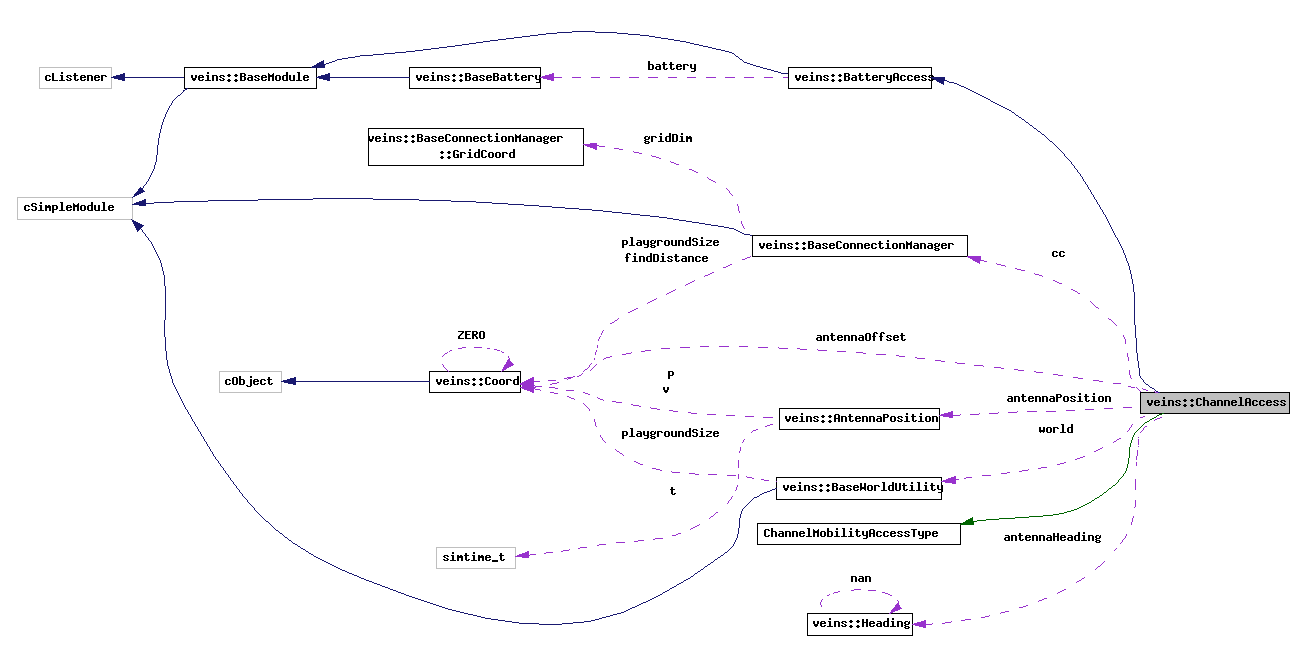 battery
cListener
veins::BaseModule
veins::BaseBattery
veins::BatteryAccess
veins::BaseConnectionManager
::GridCoord
gridDim
cSimpleModule
playgroundSize
findDistance
veins::BaseConnectionManager
cc
ZERO
antennaOffset
cObject
veins::Coord
p
v
antennaPosition
veins::ChannelAccess
veins::AntennaPosition
playgroundSize
world
t
veins::BaseWorldUtility
ChannelMobilityAccessType
antennaHeading
simtime_t
nan
veins::Heading